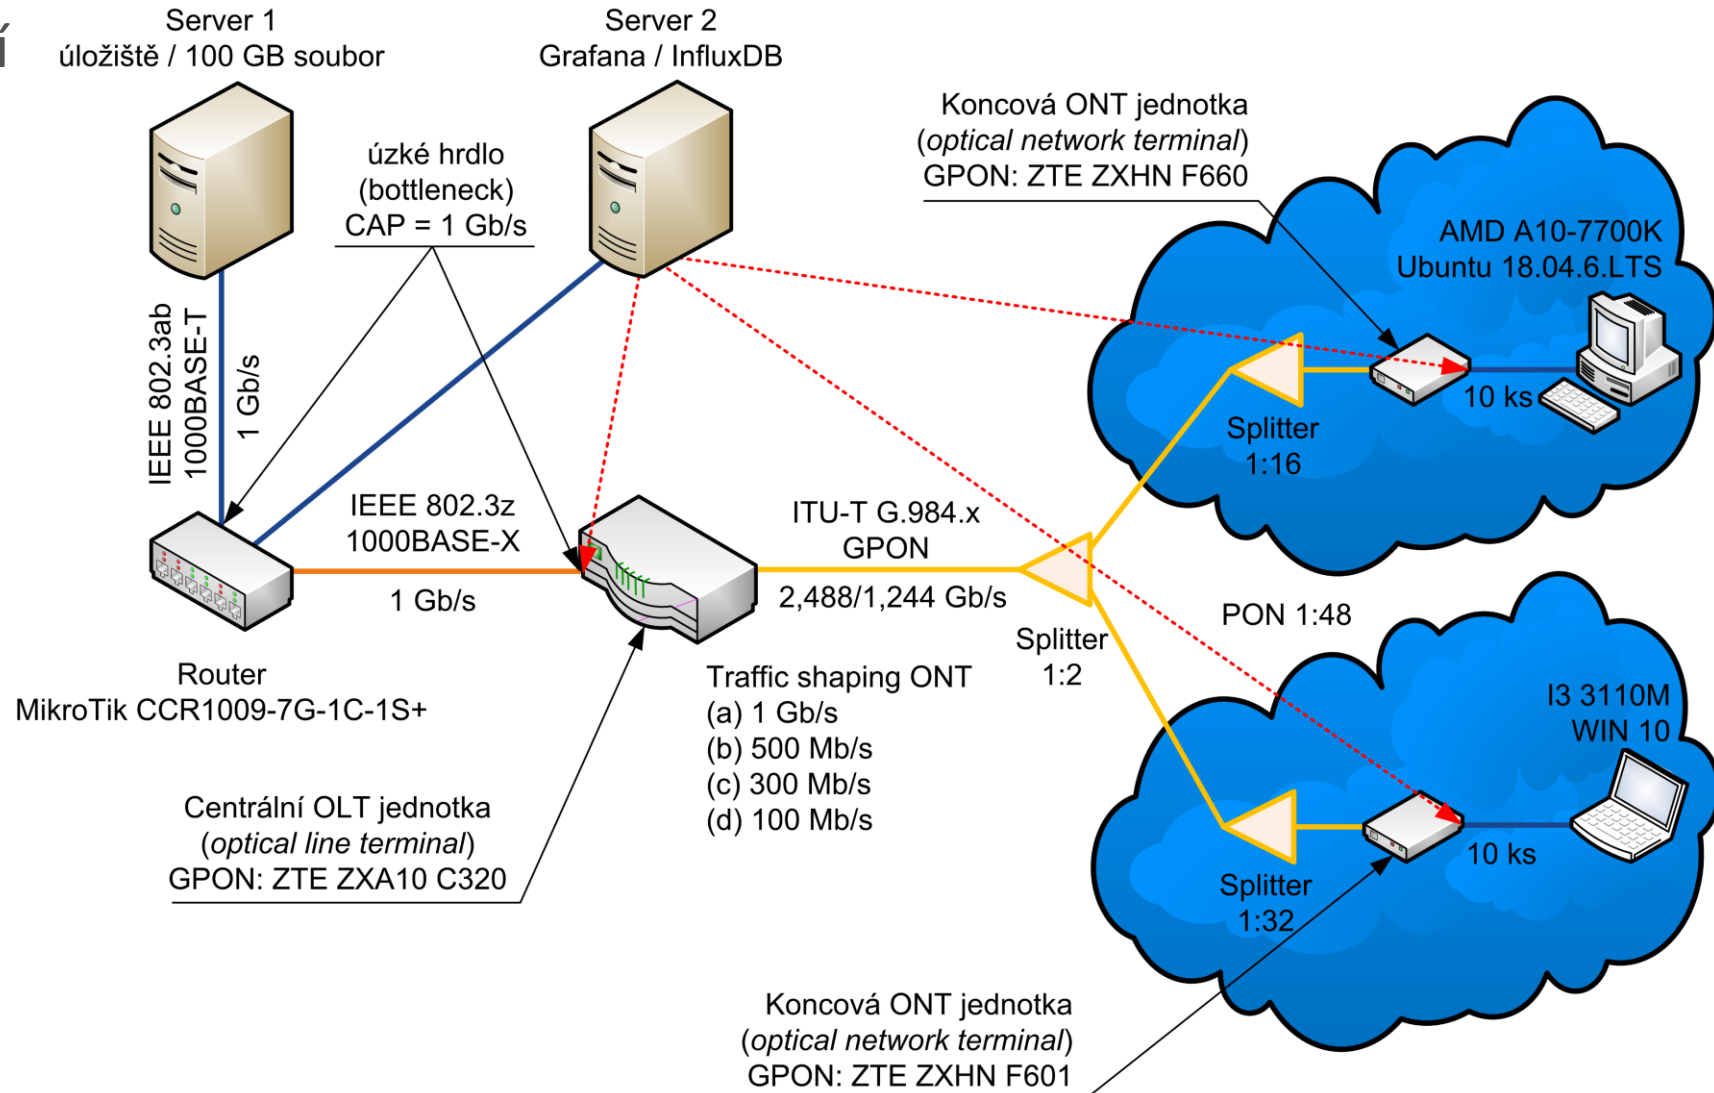 í
Server 1
úložiště / 100 GB soubor
Server 2
Grafana / InfluxDB
úzké hrdlo
(bottleneck)
CAP = 1 Gb/s
Koncová ONT jednotka
(optical network terminal)
GPON: ZTE ZXHN F660
AMD A10-7700K
Ubuntu 18.04.6.LTS
10 ks
Splitter
1:16
IEEE 802.3ab
1000BASE-T
1 Gb/s
IEEE 802.3z
1000BASE-X
1 Gb/s
ITU-T G.984.x
GPON
2,488/1,244 Gb/s
Splitter
1:2
PON 1:48
Router
MikroTik CCR1009-7G-1C-1S+
Traffic shaping ONT
(a) 1 Gb/s
(b) 500 Mb/s
(c) 300 Mb/s
(d) 100 Mb/s
I3 3110M
WIN 10
10 ks
Splitter
1:32
Centrální OLT jednotka
(optical line terminal)
GPON: ZTE ZXA10 C320
Koncová ONT jednotka
(optical network terminal)
GPON: ZTE ZXHN F601